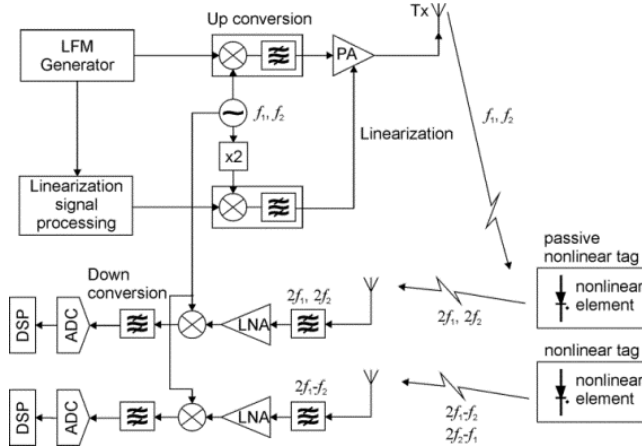 Up conversion
Tx
LFM
Generator
PA
f₁, f₂
f₁, f₂
x2
Linearization
Linearization
signal
processing
passive
nonlinear tag
nonlinear
element
Down
conversion
2f₁, 2f₂
2f₁, 2f₂
DSP
ADC
LNA
nonlinear tag
nonlinear
element
2f₁-f₂
2f₁-f₂
2f₂-f₁
DSP
ADC
LNA